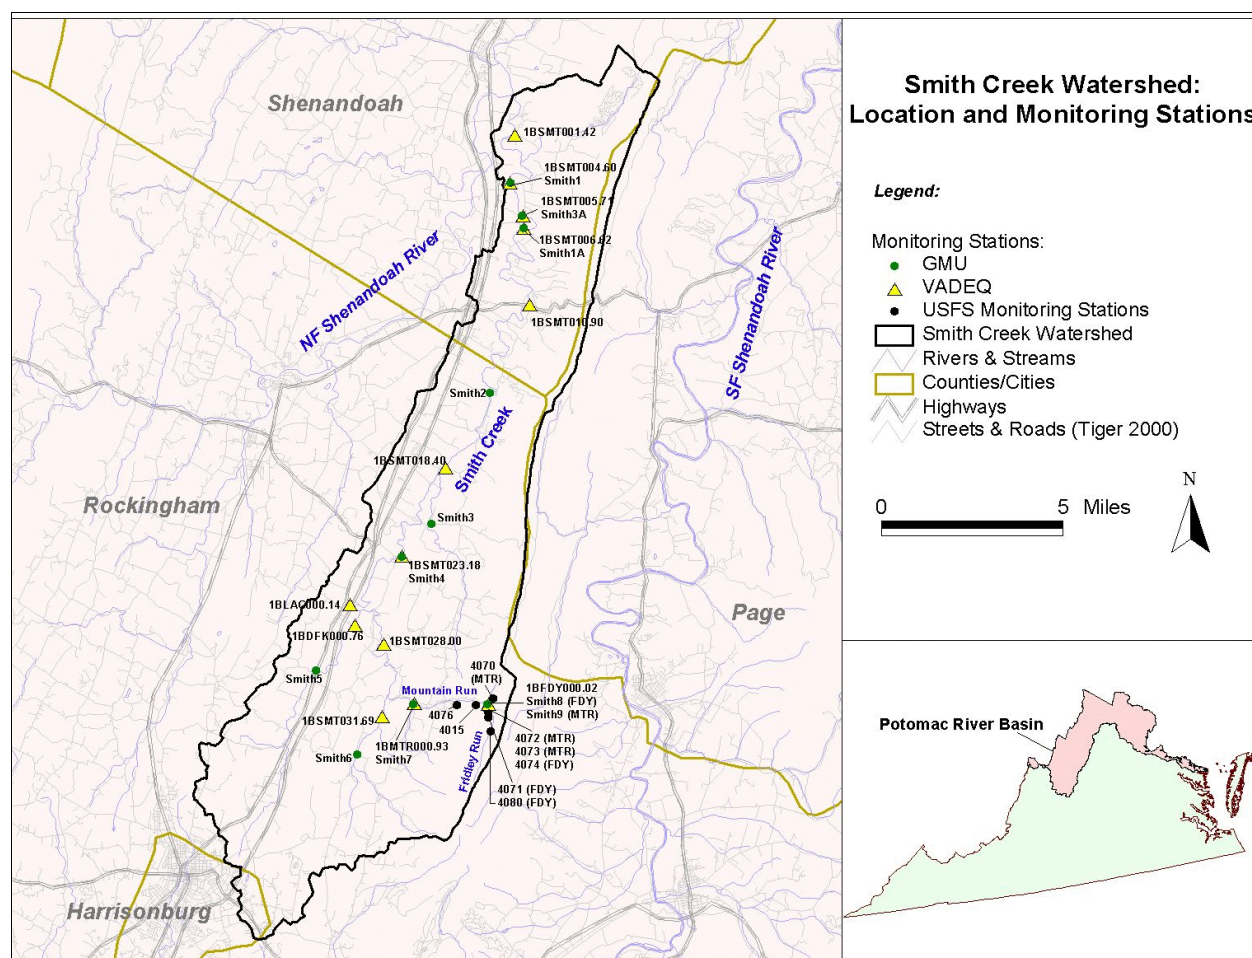 Smith Creek Watershed:
Location and Monitoring Stations
Legend:
Monitoring Stations:
GMU
VADEQ
USFS Monitoring Stations
Smith Creek Watershed
Rivers & Streams
Counties/Cities
Highways
Streets & Roads (Tiger 2000)
0 5 Miles
N
Potomac River Basin
Shenandoah
NF Shenandoah River
SF Shenandoah River
Smith Creek
Rockingham
Page
Harrisonburg
1BSMT001.42
1BSMT004.60
Smith1
1BSMT005.71
Smith3A
1BSMT006.62
Smith1A
1BSMT010.90
Smith2
1BSMT018.40
Smith3
1BSMT023.18
Smith4
1BLAC000.14
1BDFK000.76
1BSMT028.00
Smith5
Mountain Run
4070
(MTR)
1BFDY000.02
Smith8 (FDY)
Smith9 (MTR)
4076
4015
1BSMT031.69
1BMTR000.93
Smith7
Smith6
Fridley Run
4072 (MTR)
4073 (MTR)
4074 (FDY)
4071 (FDY)
4080 (FDY)